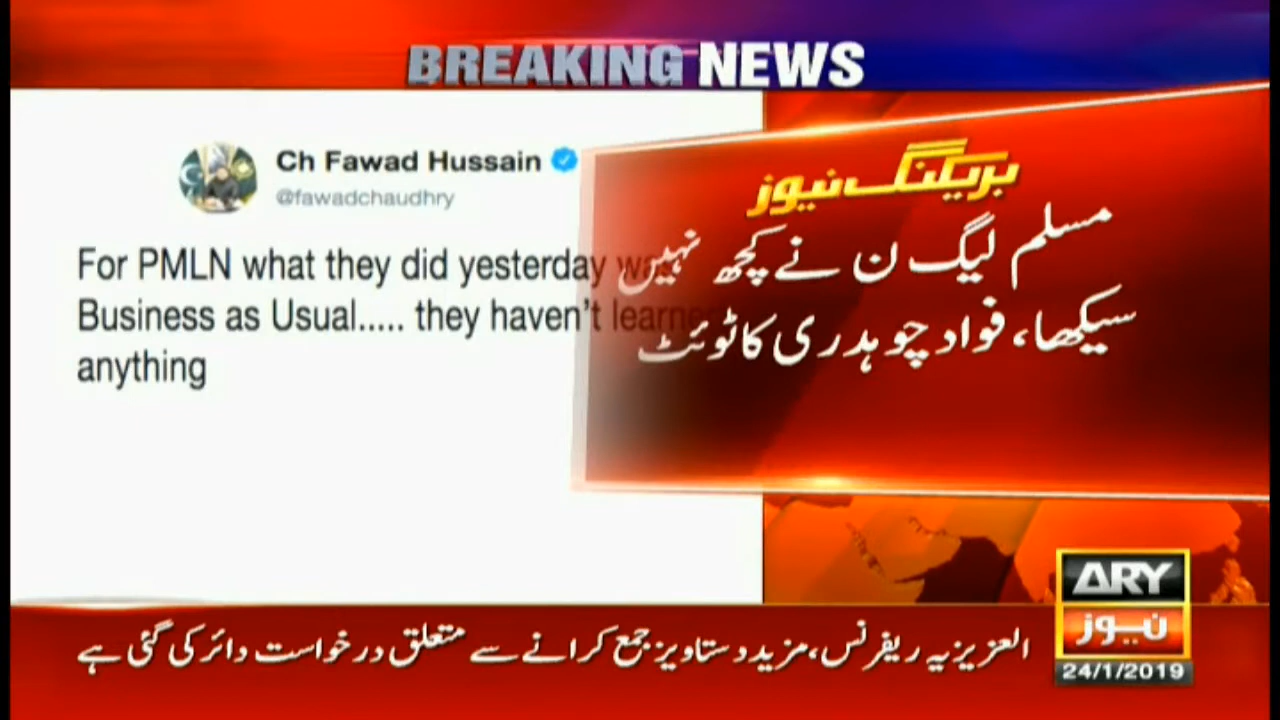 BREAKING NEWS
Ch Fawad Hussain
@fawadchaudhry
For PMLN what they did yesterday was
Business as Usual..... they haven't
anything
بریکنگ نیوز
مسلم لیگ ن نے کچھ نہیں
سیکھا، فواد چوہدری کا ٹوئٹ
ARY
نیوز
24/1/2019
العزیزیہ ریفرنس، مزید دستاویز جمع کرانے سے متعلق درخواست دائر کی گئی ہے